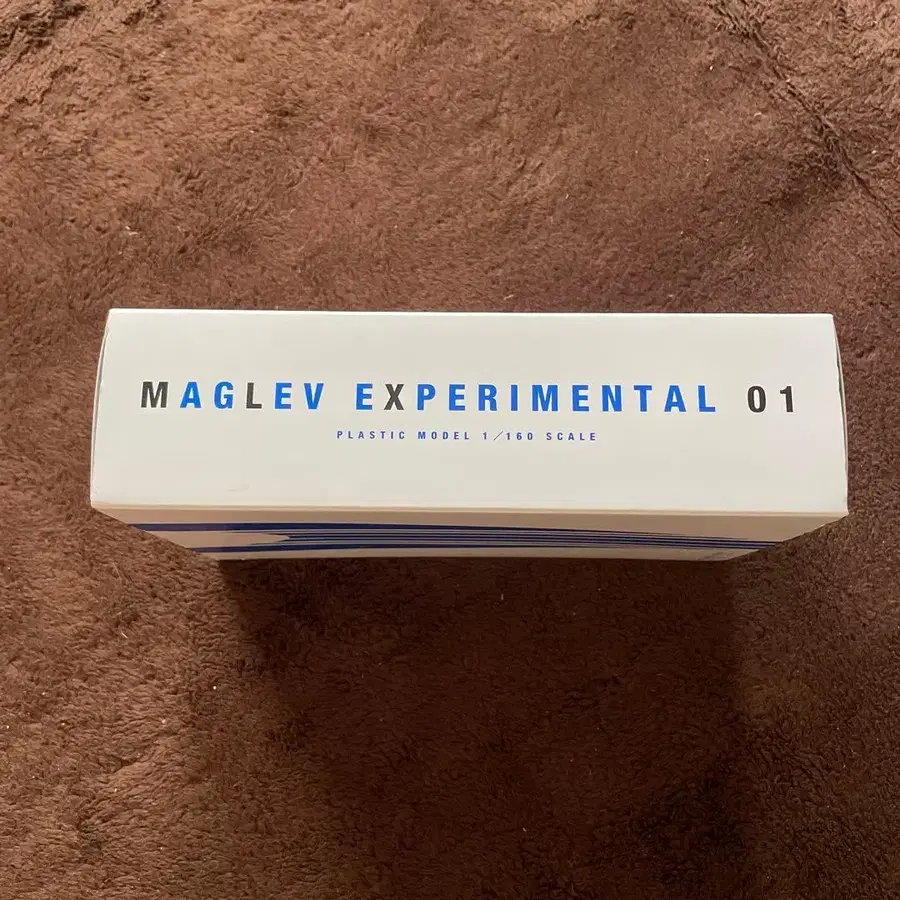 MAGLEV EXPERIMENTAL 01
PLASTIC MODEL 1/160 SCALE